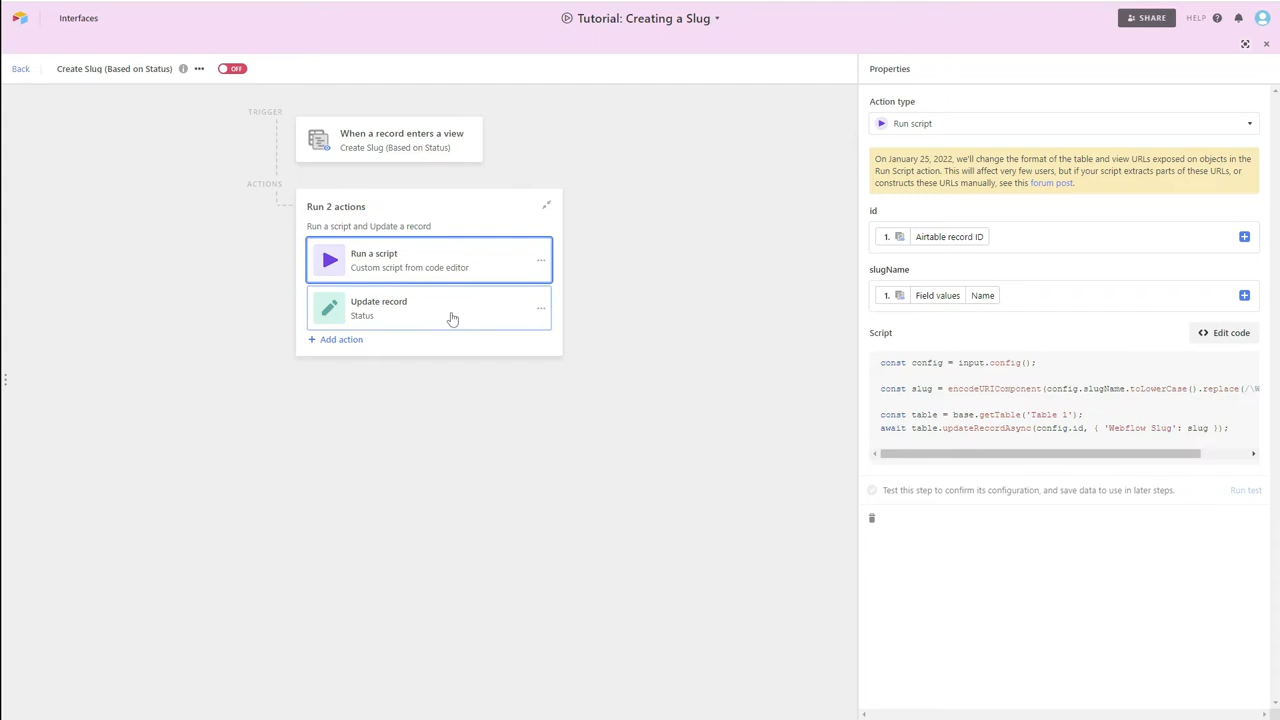 Interfaces
Tutorial: Creating a Slug
SHARE
HELP
Back
Create Slug (Based on Status)
OFF
Properties
TRIGGER
When a record enters a view
Create Slug (Based on Status)
ACTIONS
Run 2 actions
Run a script and Update a record
Run a script
Custom script from code editor
Update record
Status
+ Add action
Action type
Run script
On January 25, 2022, we'll change the format of the table and view URLs exposed on objects in the
Run Script action. This will affect very few users, but if your script extracts parts of these URLs, or
constructs these URLs manually, see this forum post.
id
1. Airtable record ID
slugName
1. Field values Name
Script
<> Edit code
const config = input.config();
const slug = encodeURIComponent(config.slugName.toLowerCase().replace(/\W
const table = base.getTable('Table 1');
await table.updateRecordAsync(config.id, { 'Webflow Slug': slug });
Test this step to confirm its configuration, and save data to use in later steps.
Run test